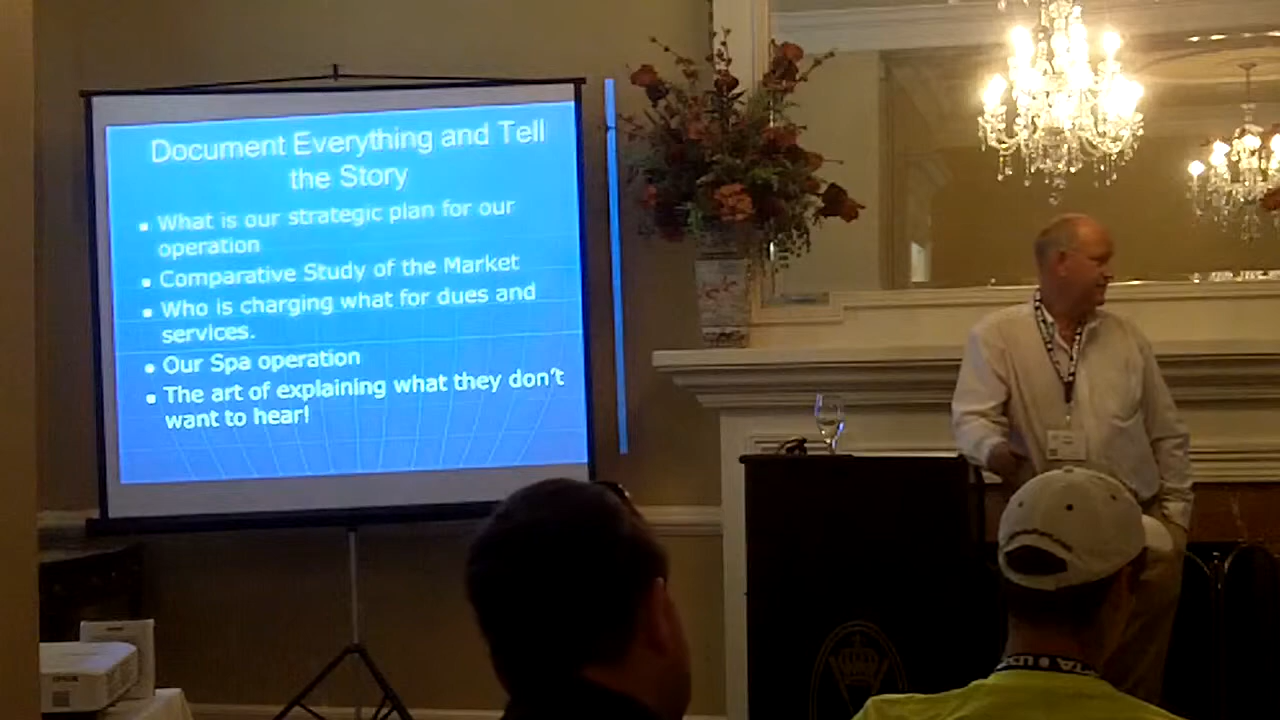 Document Everything and Tell
the Story
What is our strategic plan for our
operation
Comparative Study of the Market
Who is charging what for dues and
services.
Our Spa operation
The art of explaining what they don't
want to hear!
EPSON